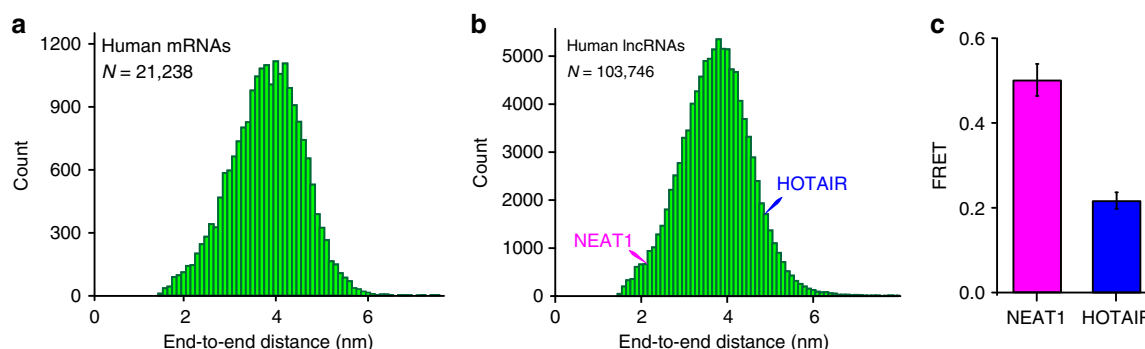 a
Human mRNAs
N = 21,238
Count
1200
900
600
300
0
0
2
4
6
End-to-end distance (nm)
b
Human lncRNAs
N = 103,746
Count
5000
4000
3000
2000
1000
0
NEAT1
HOTAIR
0
2
4
6
End-to-end distance (nm)
c
FRET
0.6
0.4
0.2
0.0
NEAT1 HOTAIR